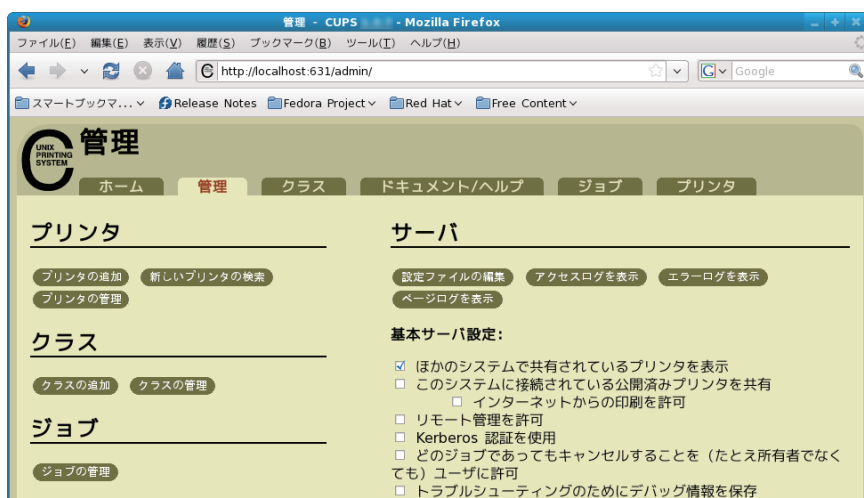 管理 - CUPS - Mozilla Firefox
ファイル(F) 編集(E) 表示(V) 履歴(S) ブックマーク(B) ツール(T) ヘルプ(H)
http://localhost:631/admin/
Google
スマートブックマ... Release Notes Fedora Project Red Hat Free Content
UNIX
PRINTING
SYSTEM
管理
ホーム 管理 クラス ドキュメント/ヘルプ ジョブ プリンタ
プリンタ
プリンタの追加 新しいプリンタの検索
プリンタの管理
クラス
クラスの追加 クラスの管理
ジョブ
ジョブの管理
サーバ
設定ファイルの編集 アクセスログを表示 エラーログを表示
ページログを表示
基本サーバ設定:
ほかのシステムで共有されているプリンタを表示
このシステムに接続されている公開済みプリンタを共有
インターネットからの印刷を許可
リモート管理を許可
Kerberos 認証を使用
どのジョブであってもキャンセルすることを（たとえ所有者でなく
ても）ユーザに許可
トラブルシューティングのためにデバッグ情報を保存